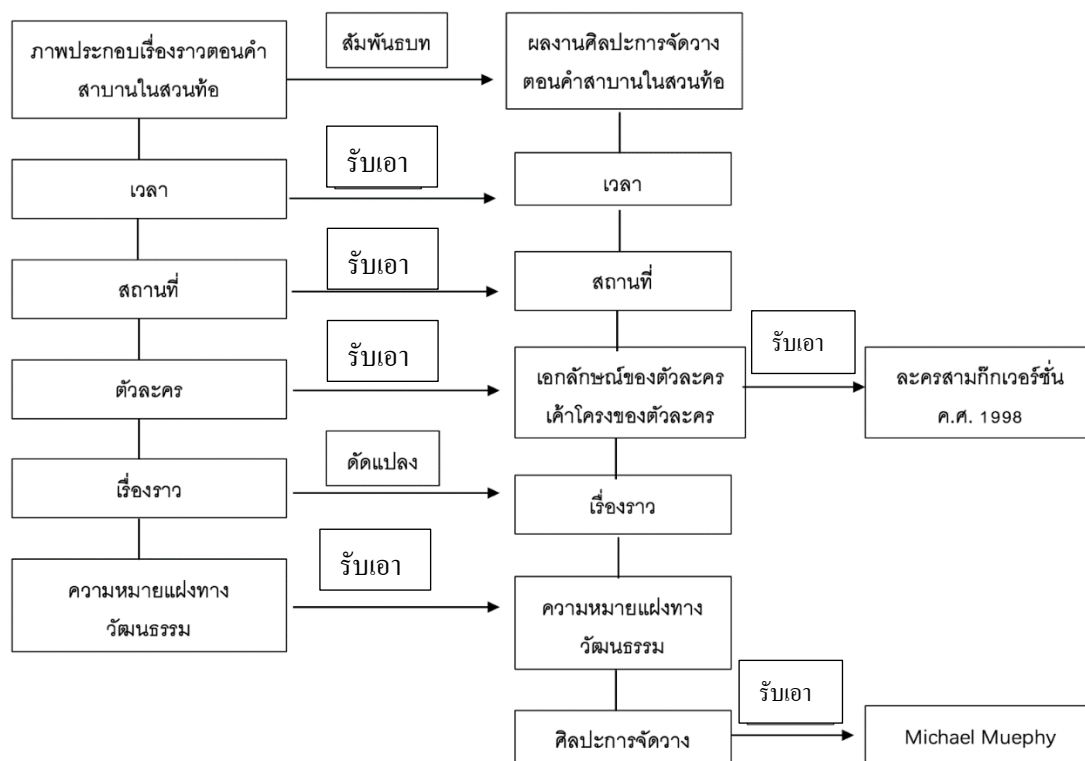 ภาพประกอบเรื่องราวตอนคำ
สาบานในสวนท้อ
สัมพันธบท
ผลงานศิลปะการจัดวาง
ตอนคำสาบานในสวนท้อ
เวลา
รับเอา
เวลา
สถานที่
รับเอา
สถานที่
ตัวละคร
รับเอา
เอกลักษณ์ของตัวละคร
เค้าโครงของตัวละคร
รับเอา
ละครสามก๊กเวอร์ชั่น
ค.ศ. 1998
เรื่องราว
ดัดแปลง
เรื่องราว
ความหมายแฝงทาง
วัฒนธรรม
รับเอา
ความหมายแฝงทาง
วัฒนธรรม
ศิลปะการจัดวาง
รับเอา
Michael Muephy